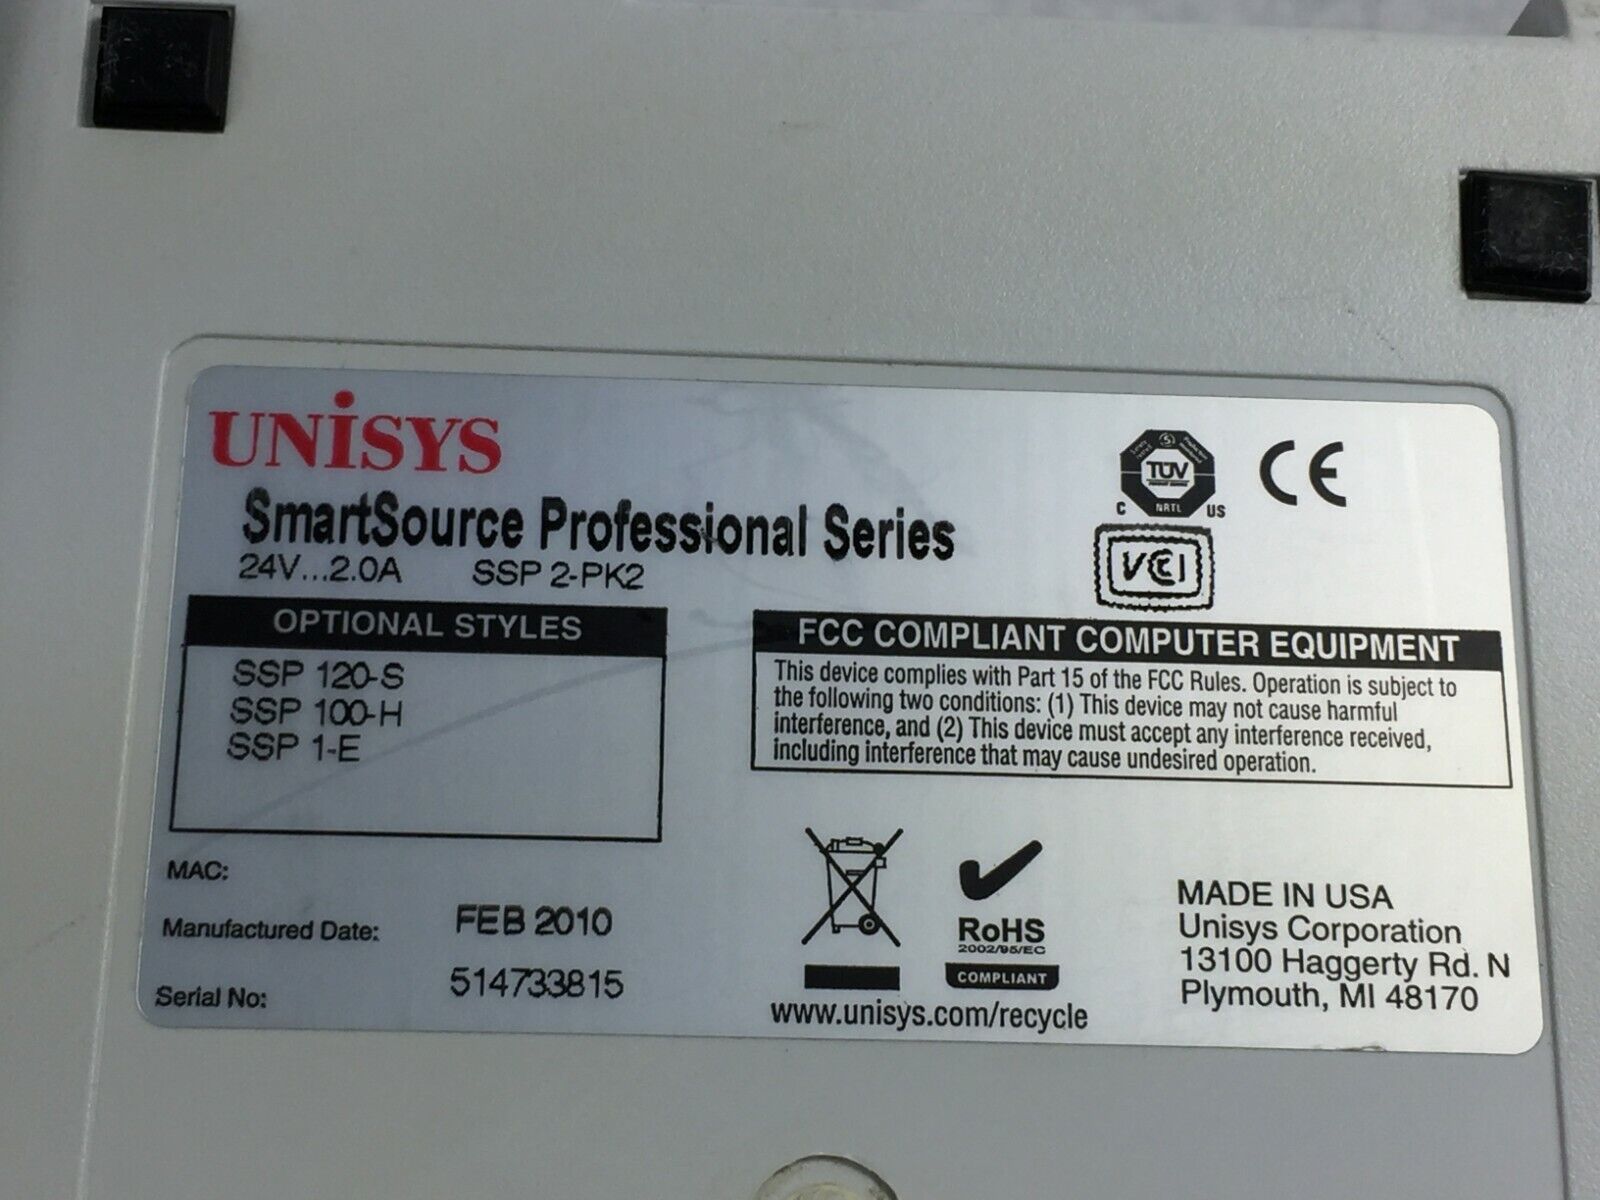 UNiSYS
SmartSource Professional Series
24V...2.0A SSP 2-PK2
OPTIONAL STYLES
SSP 120-S
SSP 100-H
SSP 1-E
MAC:
Manufactured Date: FEB 2010
Serial No: 514733815
TÜV
C NRTL US
CE
VCCI
FCC COMPLIANT COMPUTER EQUIPMENT
This device complies with Part 15 of the FCC Rules. Operation is subject to
the following two conditions: (1) This device may not cause harmful
interference, and (2) This device must accept any interference received,
including interference that may cause undesired operation.
RoHS
2002/95/EC
COMPLIANT
www.unisys.com/recycle
MADE IN USA
Unisys Corporation
13100 Haggerty Rd. N
Plymouth, MI 48170